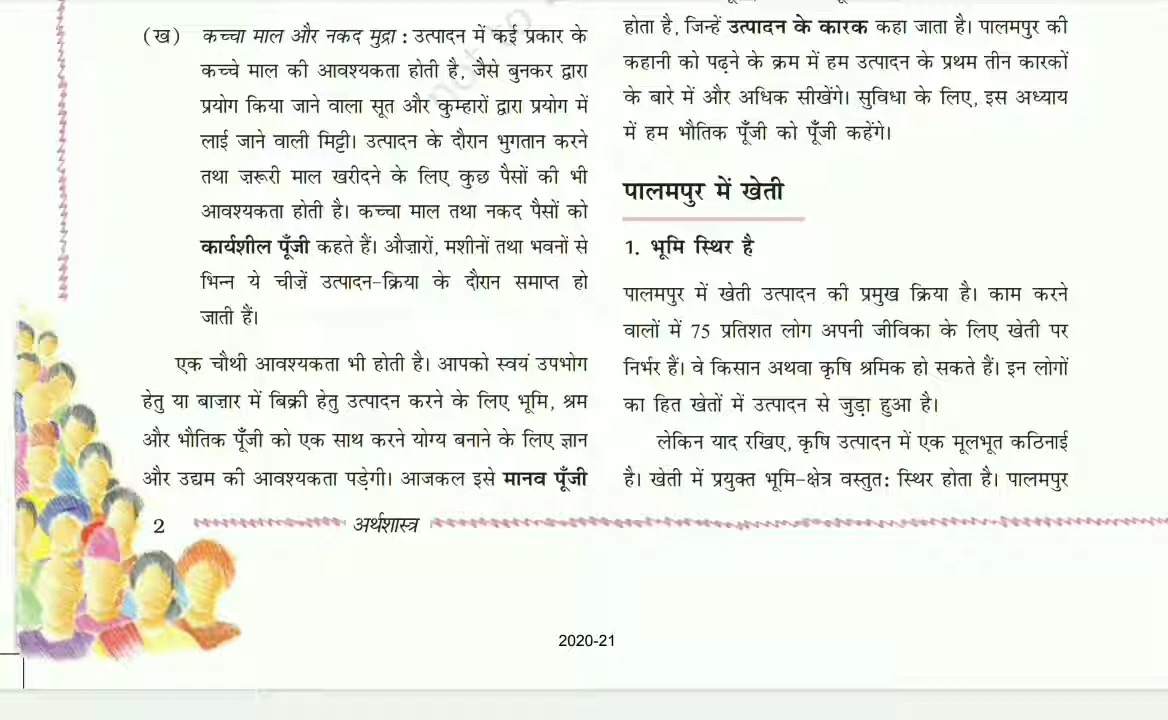 (ख) कच्चा माल और नकद मुद्रा : उत्पादन में कई प्रकार के
कच्चे माल की आवश्यकता होती है, जैसे बुनकर द्वारा
प्रयोग किया जाने वाला सूत और कुम्हारों द्वारा प्रयोग में
लाई जाने वाली मिट्टी। उत्पादन के दौरान भुगतान करने
तथा ज़रूरी माल खरीदने के लिए कुछ पैसों की भी
आवश्यकता होती है। कच्चा माल तथा नकद पैसों को
कार्यशील पूँजी कहते हैं। औज़ारों, मशीनों तथा भवनों से
भिन्न ये चीज़ें उत्पादन-क्रिया के दौरान समाप्त हो
जाती हैं।
एक चौथी आवश्यकता भी होती है। आपको स्वयं उपभोग
हेतु या बाज़ार में बिक्री हेतु उत्पादन करने के लिए भूमि, श्रम
और भौतिक पूँजी को एक साथ करने योग्य बनाने के लिए ज्ञान
और उद्यम की आवश्यकता पड़ेगी। आजकल इसे मानव पूँजी
होता है, जिन्हें उत्पादन के कारक कहा जाता है। पालमपुर की
कहानी को पढ़ने के क्रम में हम उत्पादन के प्रथम तीन कारकों
के बारे में और अधिक सीखेंगे। सुविधा के लिए, इस अध्याय
में हम भौतिक पूँजी को पूँजी कहेंगे।
पालमपुर में खेती
1. भूमि स्थिर है
पालमपुर में खेती उत्पादन की प्रमुख क्रिया है। काम करने
वालों में 75 प्रतिशत लोग अपनी जीविका के लिए खेती पर
निर्भर हैं। वे किसान अथवा कृषि श्रमिक हो सकते हैं। इन लोगों
का हित खेतों में उत्पादन से जुड़ा हुआ है।
लेकिन याद रखिए, कृषि उत्पादन में एक मूलभूत कठिनाई
है। खेती में प्रयुक्त भूमि-क्षेत्र वस्तुत: स्थिर होता है। पालमपुर
2 अर्थशास्त्र
2020-21
not to